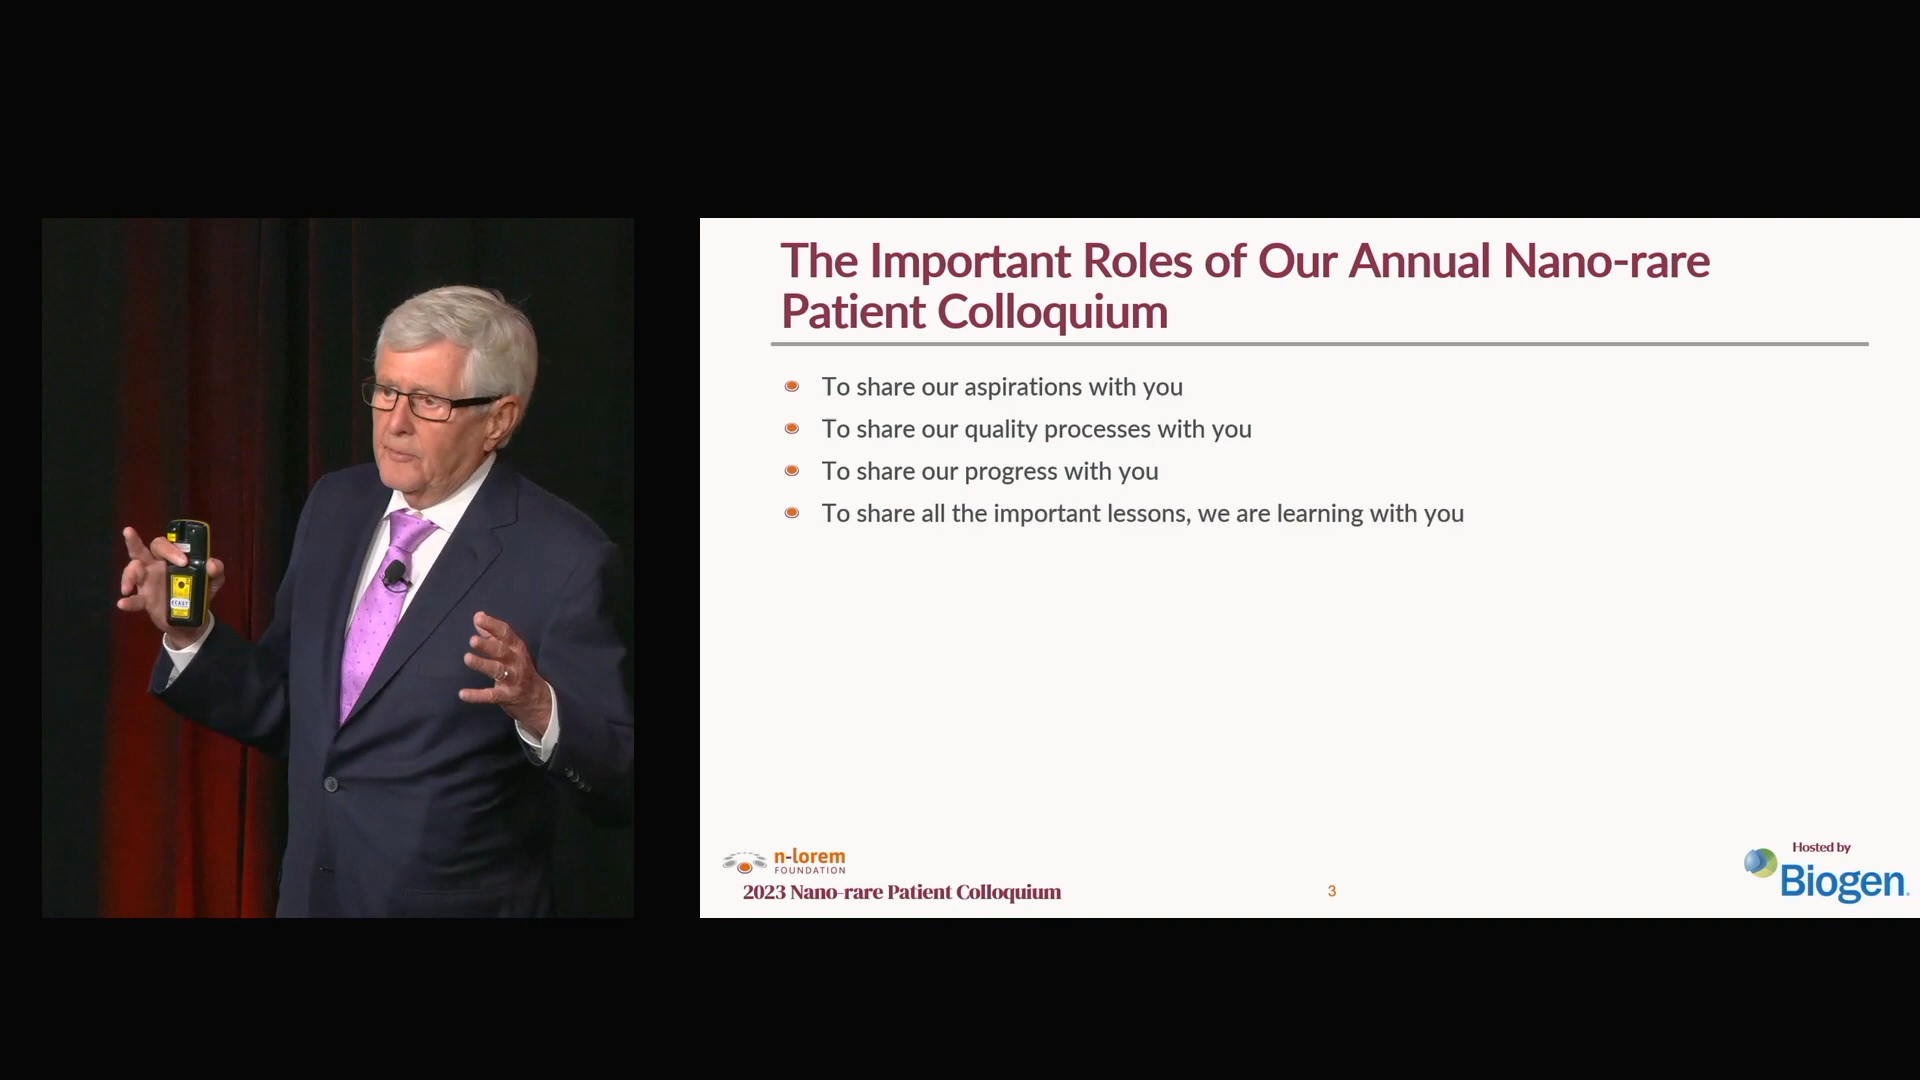 The Important Roles of Our Annual Nano-rare
Patient Colloquium
To share our aspirations with you
To share our quality processes with you
To share our progress with you
To share all the important lessons, we are learning with you
n-lorem
FOUNDATION
2023 Nano-rare Patient Colloquium
3
Hosted by
Biogen.